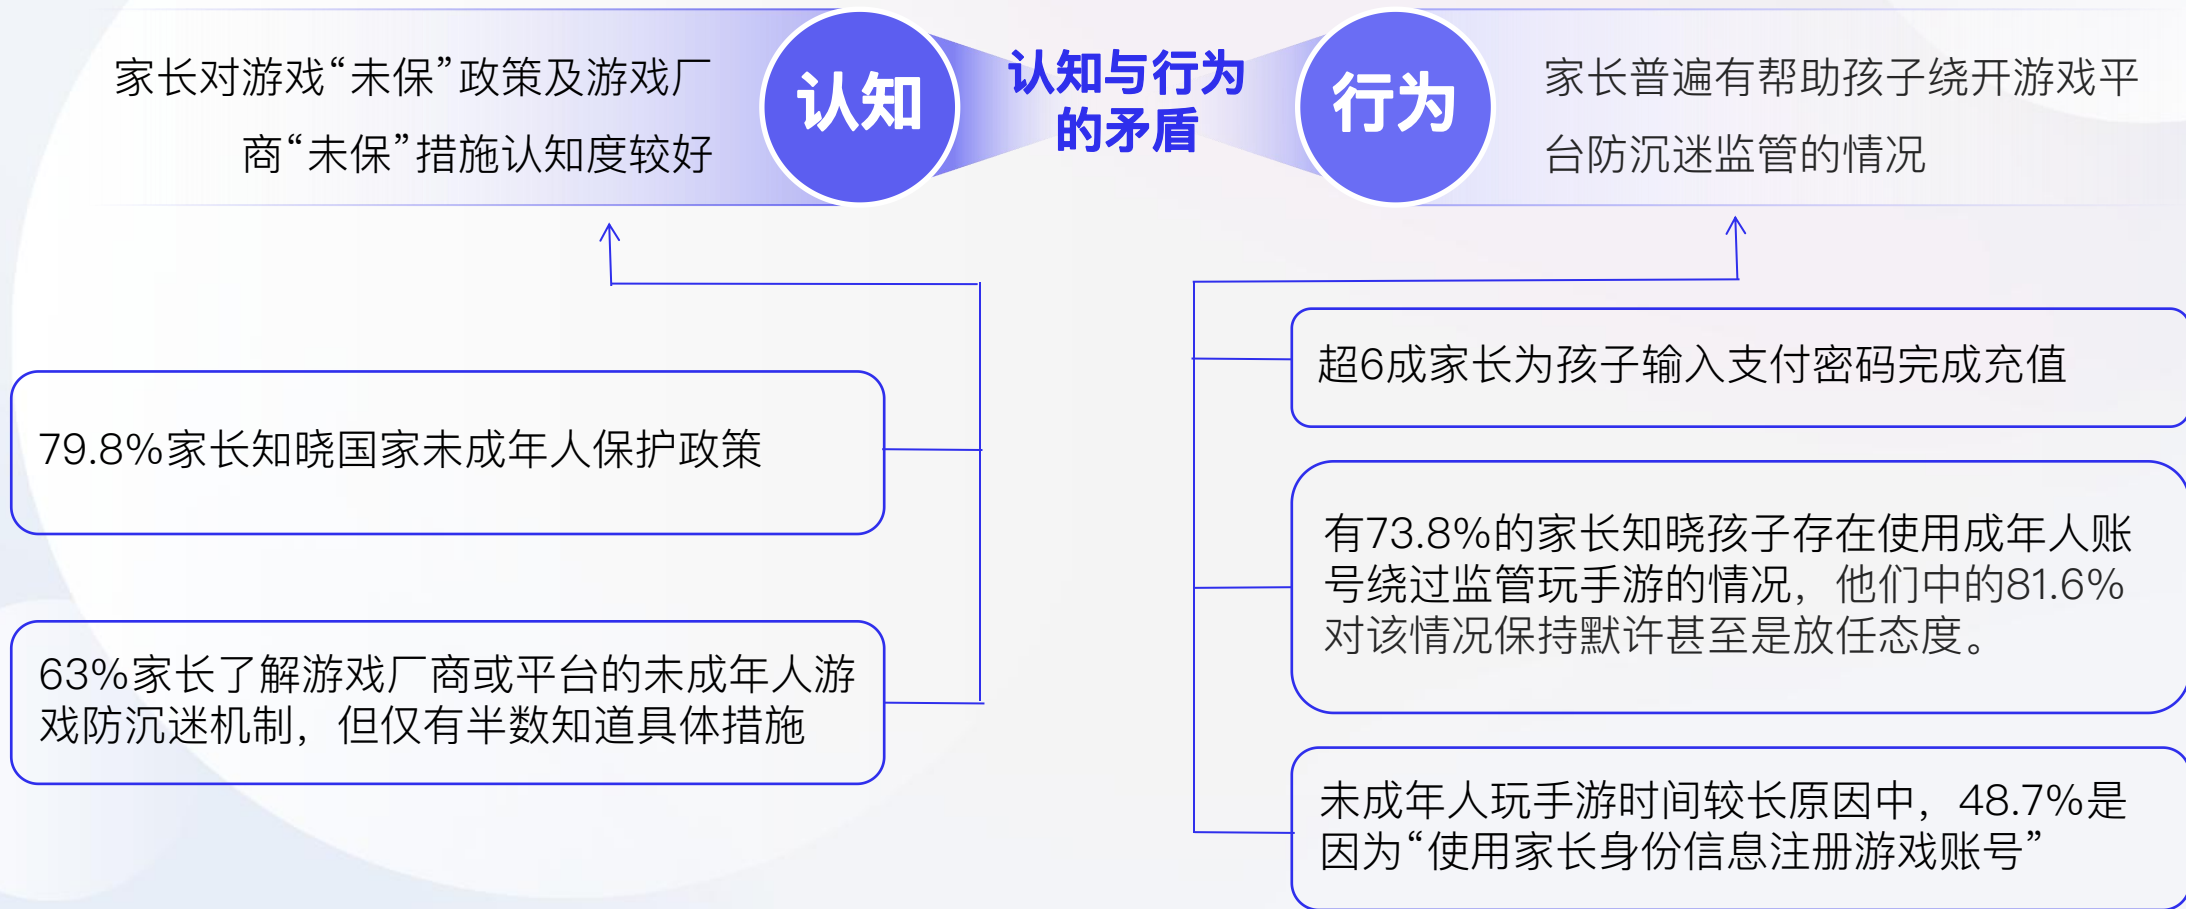 家长对游戏“未保”政策及游戏厂
商“未保”措施认知度较好
认知
认知与行为
的矛盾
行为
家长普遍有帮助孩子绕开游戏平
台防沉迷监管的情况
79.8%家长知晓国家未成年人保护政策
63%家长了解游戏厂商或平台的未成年人游
戏防沉迷机制，但仅有半数知道具体措施
超6成家长为孩子输入支付密码完成充值
有73.8%的家长知晓孩子存在使用成年人账
号绕过监管玩手游的情况，他们中的81.6%
对该情况保持默许甚至是放任态度。
未成年人玩手游时间较长原因中，48.7%是
因为“使用家长身份信息注册游戏账号”